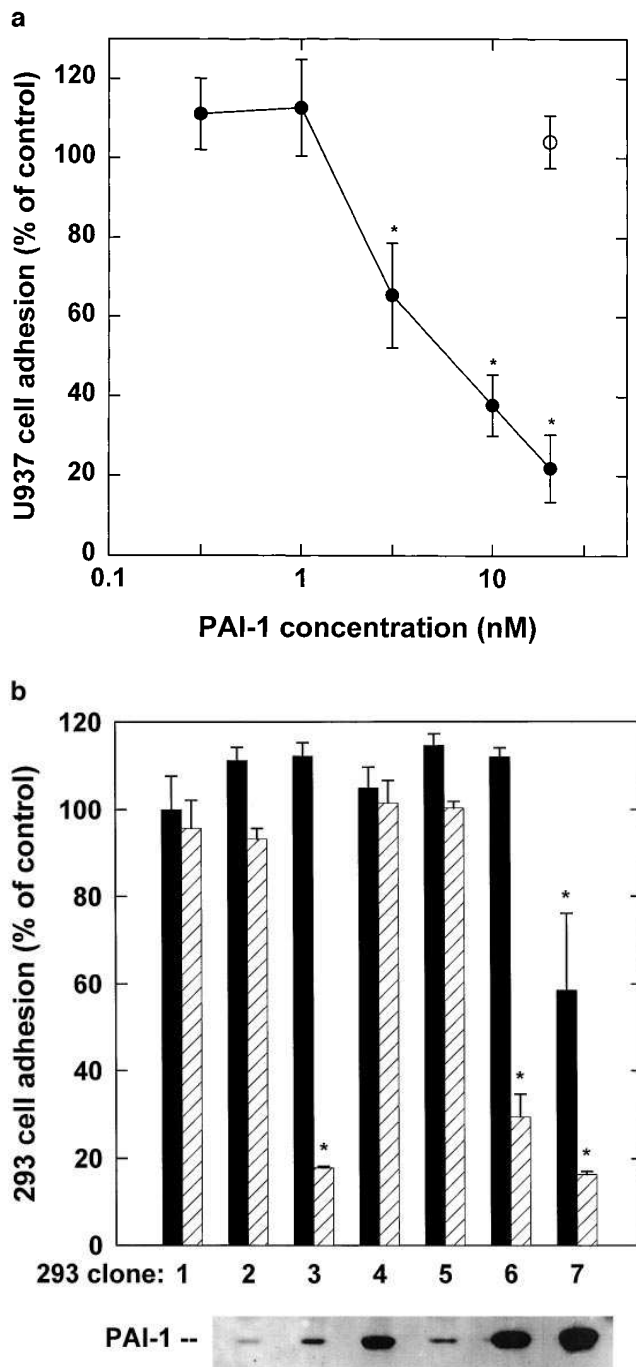 a
U937 cell adhesion (% of control)
120
100
80
60
40
20
0
*
*
*
0.1 1 10
PAI-1 concentration (nM)
b
293 cell adhesion (% of control)
120
100
80
60
40
20
0
*
*
*
*
293 clone: 1 2 3 4 5 6 7
PAI-1 --